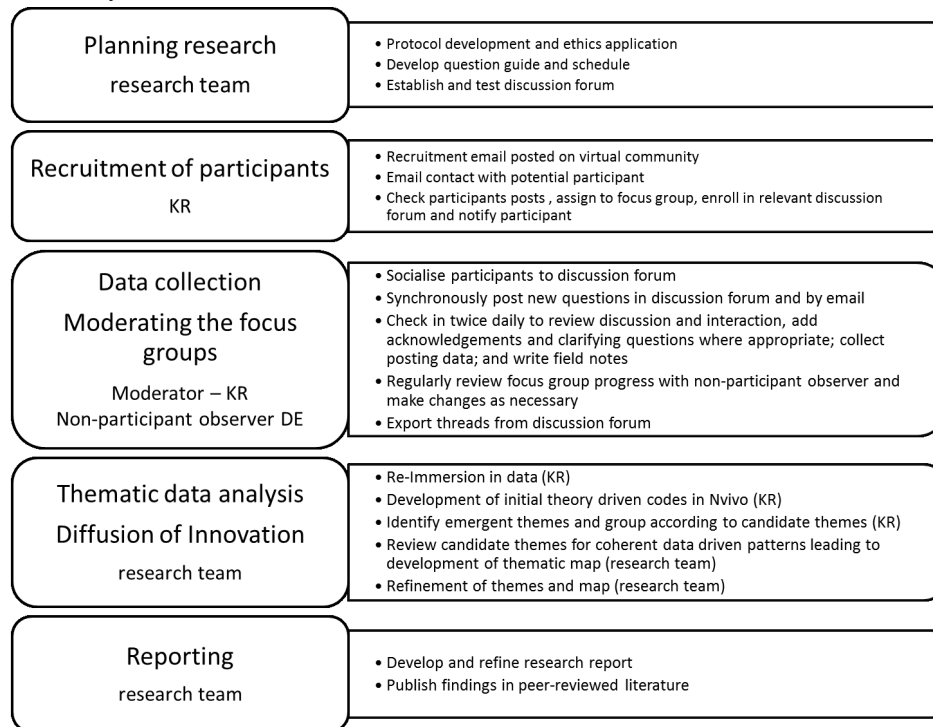 Planning research
research team
• Protocol development and ethics application
• Develop question guide and schedule
• Establish and test discussion forum
Recruitment of participants
KR
• Recruitment email posted on virtual community
• Email contact with potential participant
• Check participants posts , assign to focus group, enroll in relevant discussion
forum and notify participant
Data collection
Moderating the focus
groups
Moderator – KR
Non-participant observer DE
• Socialise participants to discussion forum
• Synchronously post new questions in discussion forum and by email
• Check in twice daily to review discussion and interaction, add
acknowledgements and clarifying questions where appropriate; collect
posting data; and write field notes
• Regularly review focus group progress with non-participant observer and
make changes as necessary
• Export threads from discussion forum
Thematic data analysis
Diffusion of Innovation
research team
• Re-Immersion in data (KR)
• Development of initial theory driven codes in Nvivo (KR)
• Identify emergent themes and group according to candidate themes (KR)
• Review candidate themes for coherent data driven patterns leading to
development of thematic map (research team)
• Refinement of themes and map (research team)
Reporting
research team
• Develop and refine research report
• Publish findings in peer-reviewed literature